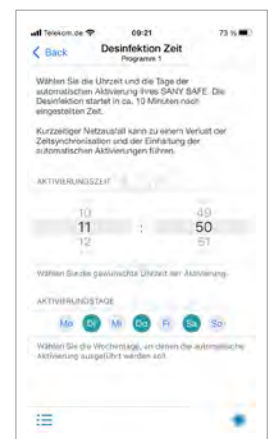 Telekom.de 09:21 73 %
Back Desinfektion Zeit
Programm 1
Wählen Sie die Uhrzeit und die Tage der
automatischen Aktivierung Ihres SANY SAFE. Die
Desinfektion startet in ca. 10 Minuten nach
eingestellten Zeit.
Kurzzeitiger Netzausfall kann zu einem Verlust der
Zeitsynchronisation und der Einhaltung der
automatischen Aktivierungen führen.
AKTIVIERUNGSZEIT
10 49
11 : 50
12 51
Wählen Sie die gewünschte Uhrzeit der Aktivierung.
AKTIVIERUNGSTAGE
Mo Di Mi Do Fr Sa So
Wählen Sie die Wochentage, an denen die automatische
Aktivierung ausgeführt werden soll.